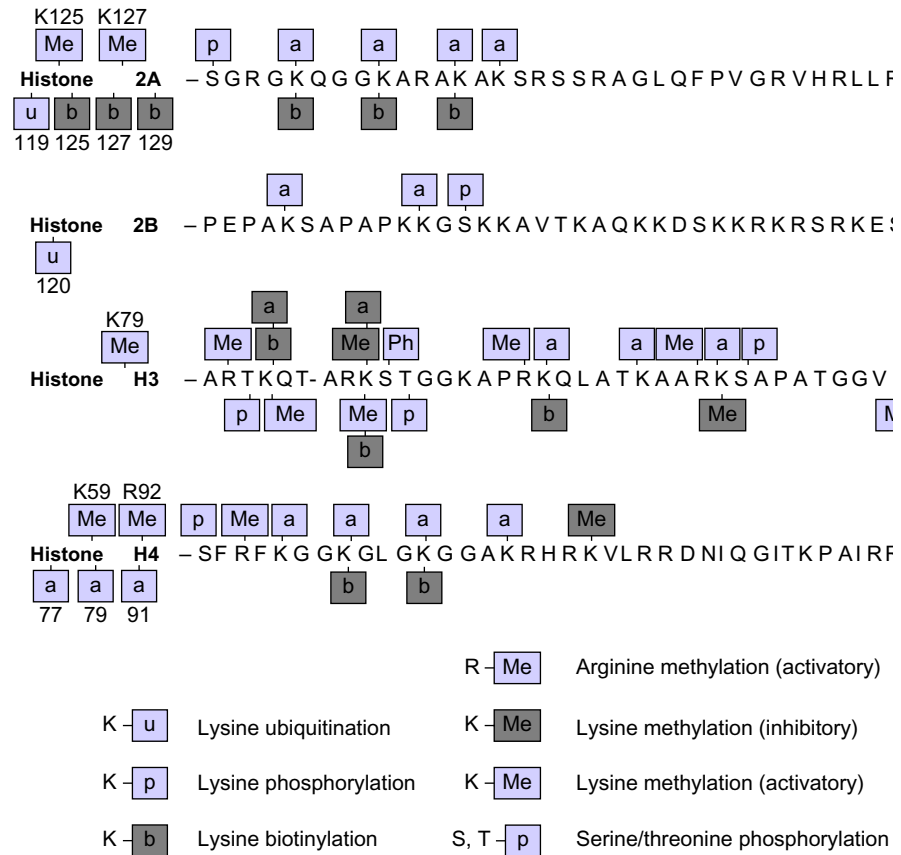 K125 K127
Me Me p a a a a
Histone 2A – S G R G K Q G G K A R A K A K S R S S R A G L Q F P V G R V H R L L
u b b b b b b
119 125 127 129
a a p
Histone 2B – P E P A K S A P A P K K G S K K A V T K A Q K K D S K K R K R S R K E
u
120
a a
K79
Me Me b Me Ph Me a a Me a p
Histone H3 – A R T K Q T - A R K S T G G K A P R K Q L A T K A A R K S A P A T G G V
p Me Me p b Me
b
K59 R92
Me Me p Me a a a a Me
Histone H4 – S F R F K G G K G L G K G G A K R H R K V L R R D N I Q G I T K P A I R
a a a b b
77 79 91
R – Me Arginine methylation (activatory)
K – u Lysine ubiquitination K – Me Lysine methylation (inhibitory)
K – p Lysine phosphorylation K – Me Lysine methylation (activatory)
K – b Lysine biotinylation S, T – p Serine/threonine phosphorylation